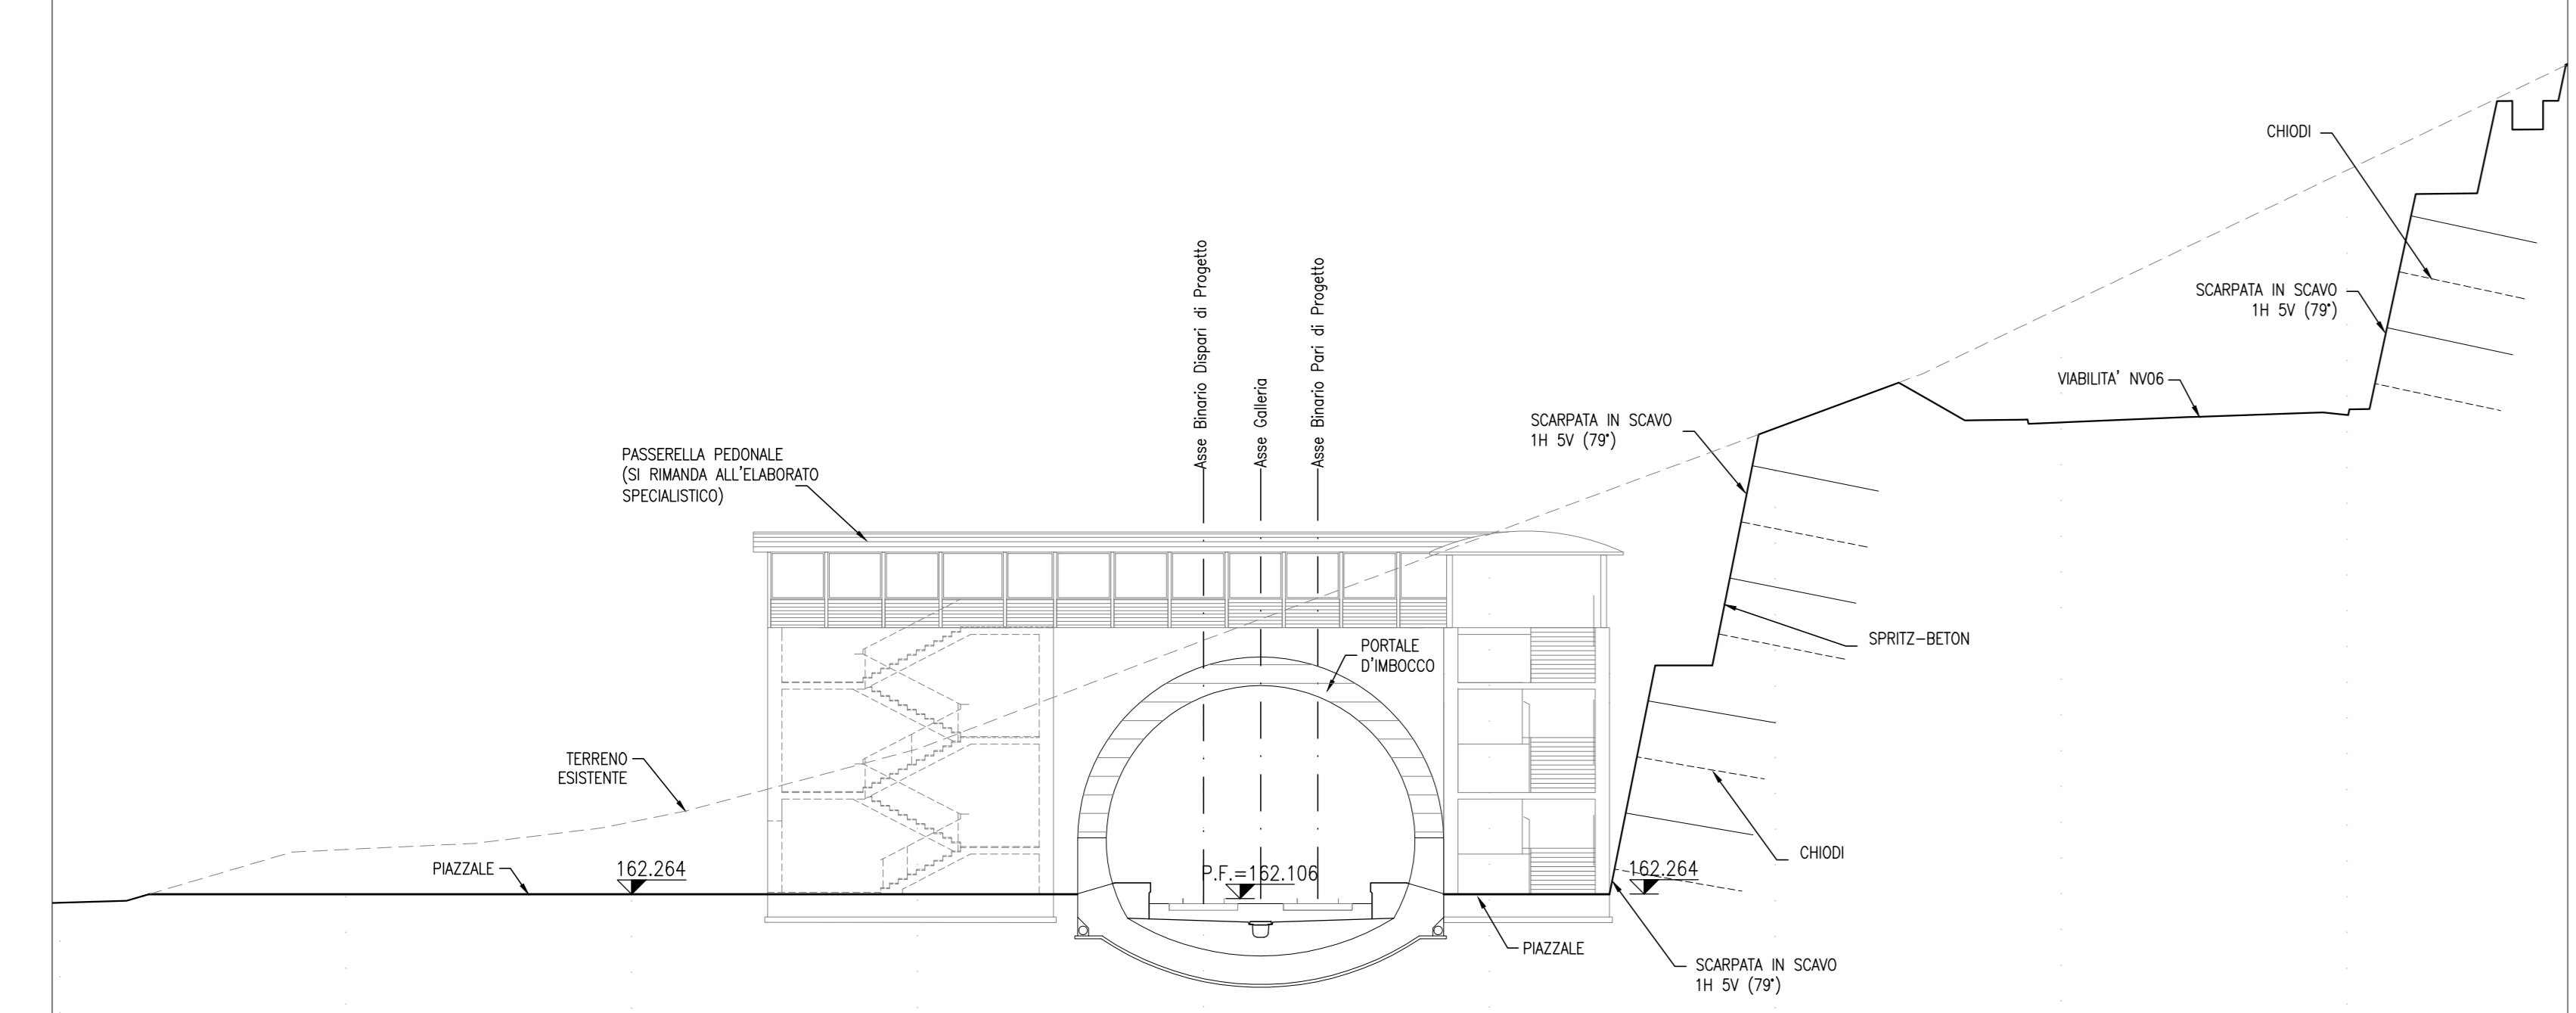 CHIODI
Asse Binario Dispari di Progetto
Asse Galleria
Asse Binario Pari di Progetto
SCARPATA IN SCAVO
1H 5V (79°)
VIABILITA' NV06
SCARPATA IN SCAVO
1H 5V (79°)
PASSERELLA PEDONALE
(SI RIMANDA ALL'ELABORATO
SPECIALISTICO)
SPRITZ-BETON
PORTALE
D'IMBOCCO
TERRENO
ESISTENTE
CHIODI
PIAZZALE
162.264
P.F.=162.106
162.264
PIAZZALE
SCARPATA IN SCAVO
1H 5V (79°)